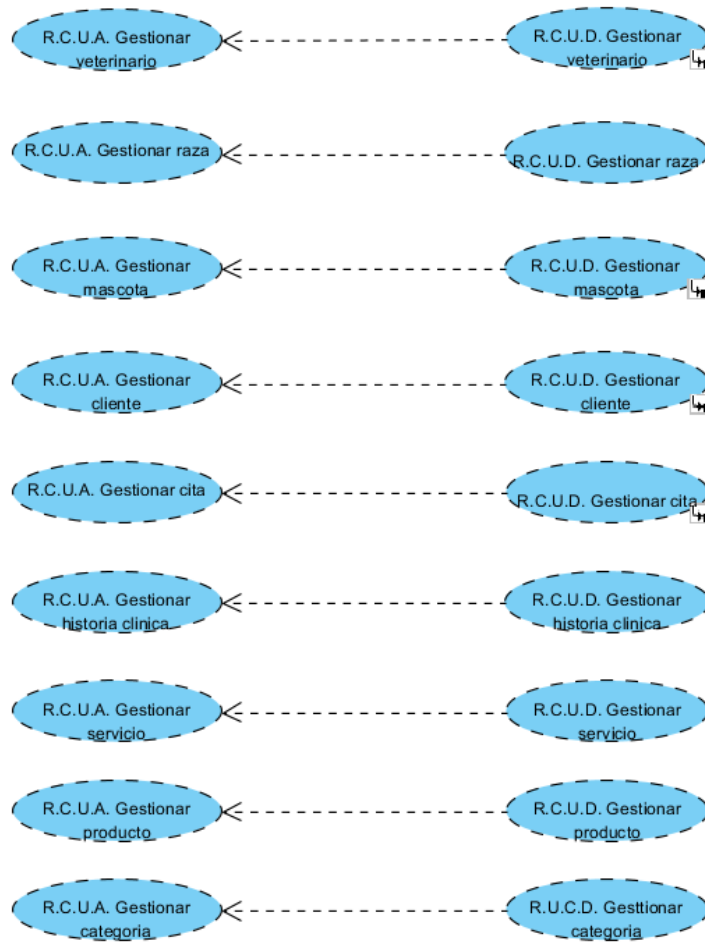 R.C.U.A. Gestionar
veterinario
R.C.U.D. Gestionar
veterinario
R.C.U.A. Gestionar raza
R.C.U.D. Gestionar raza
R.C.U.A. Gestionar
mascota
R.C.U.D. Gestionar
mascota
R.C.U.A. Gestionar
cliente
R.C.U.D. Gestionar
cliente
R.C.U.A. Gestionar cita
R.C.U.D. Gestionar cita
R.C.U.A. Gestionar
historia clinica
R.C.U.D. Gestionar
historia clinica
R.C.U.A. Gestionar
servicio
R.C.U.D. Gestionar
servicio
R.C.U.A. Gestionar
producto
R.C.U.D. Gestionar
producto
R.C.U.A. Gestionar
categoria
R.U.C.D. Gesttionar
categoria